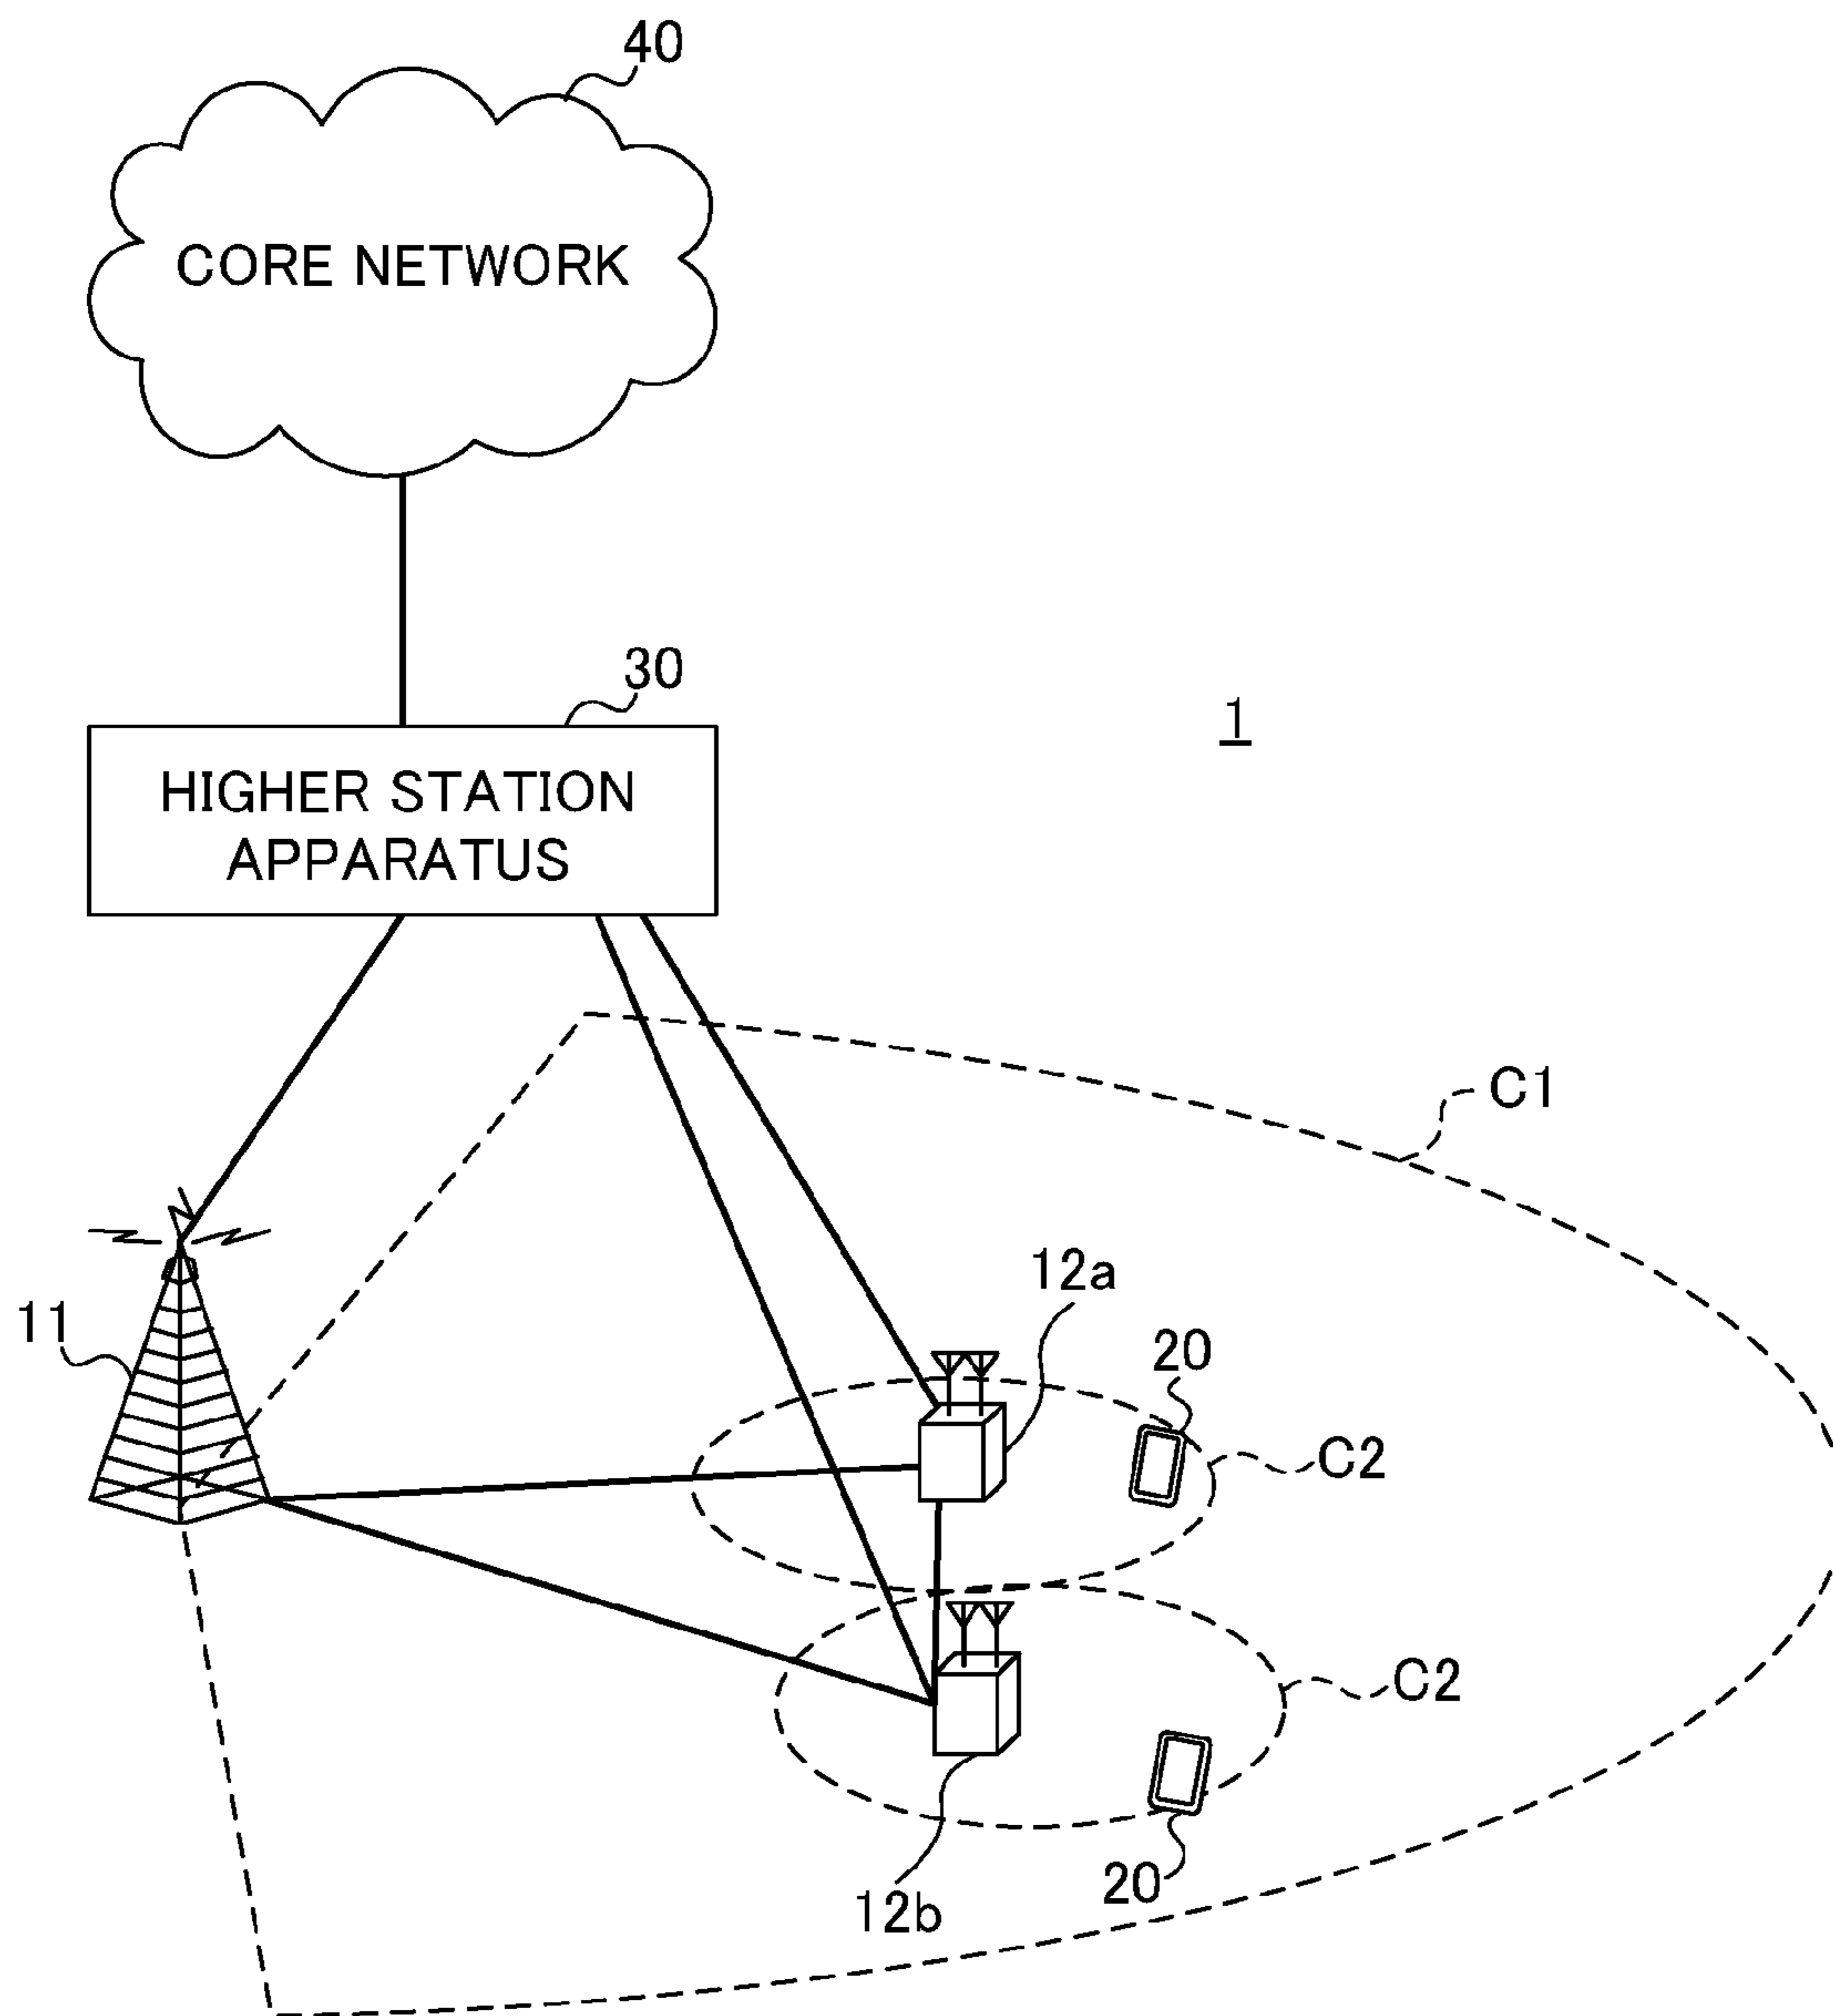 40
CORE NETWORK
30
1
HIGHER STATION
APPARATUS
C1
12a
11
20
C2
C2
20
12b